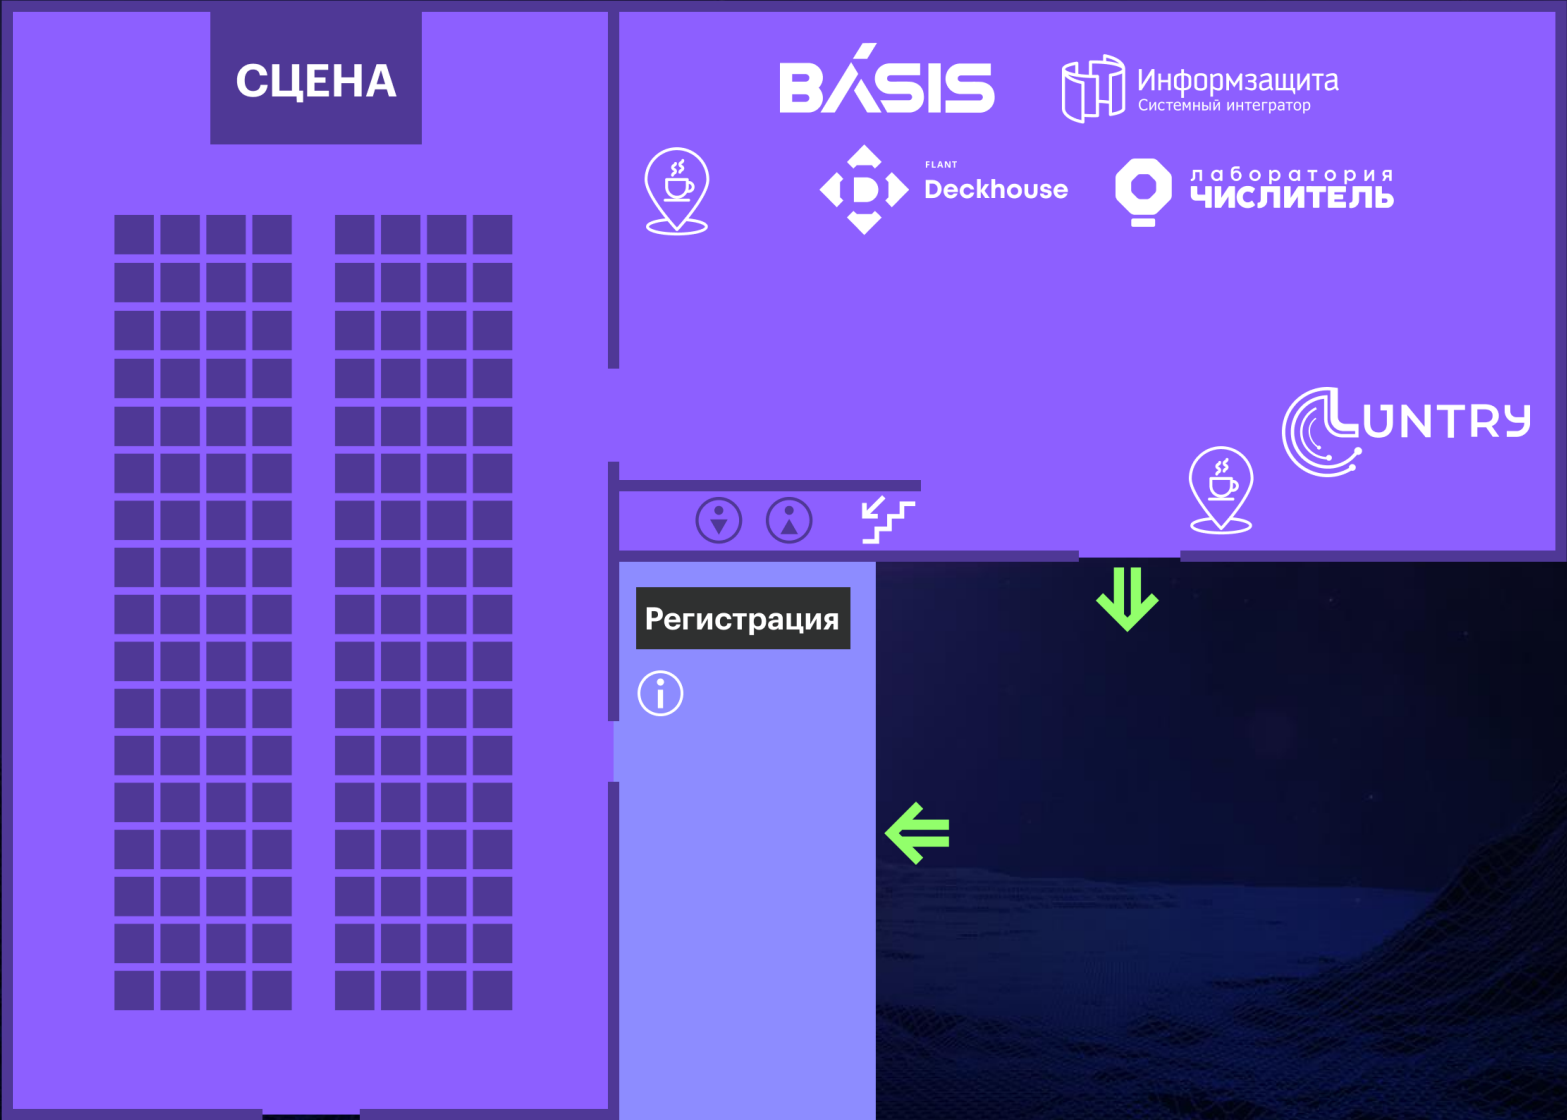 СЦЕНА
BASIS
Информзащита
Системный интегратор
FLANT
Deckhouse
лаборатория
ЧИСЛИТЕЛЬ
LUNTRY
Регистрация
i